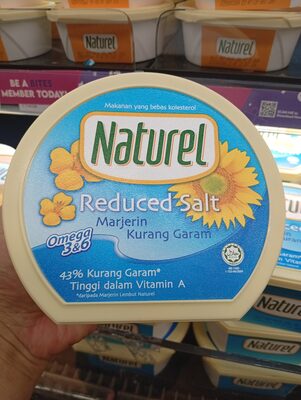 Naturel
Naturel
BE A BITES
MEMBER TODAY!
Makanan yang bebas kolesterol
Naturel
Reduced Salt
Marjerin
Kurang Garam
Omega
3&6
43% Kurang Garam*
Tinggi dalam Vitamin A
*daripada Marjerin Lembut Naturel